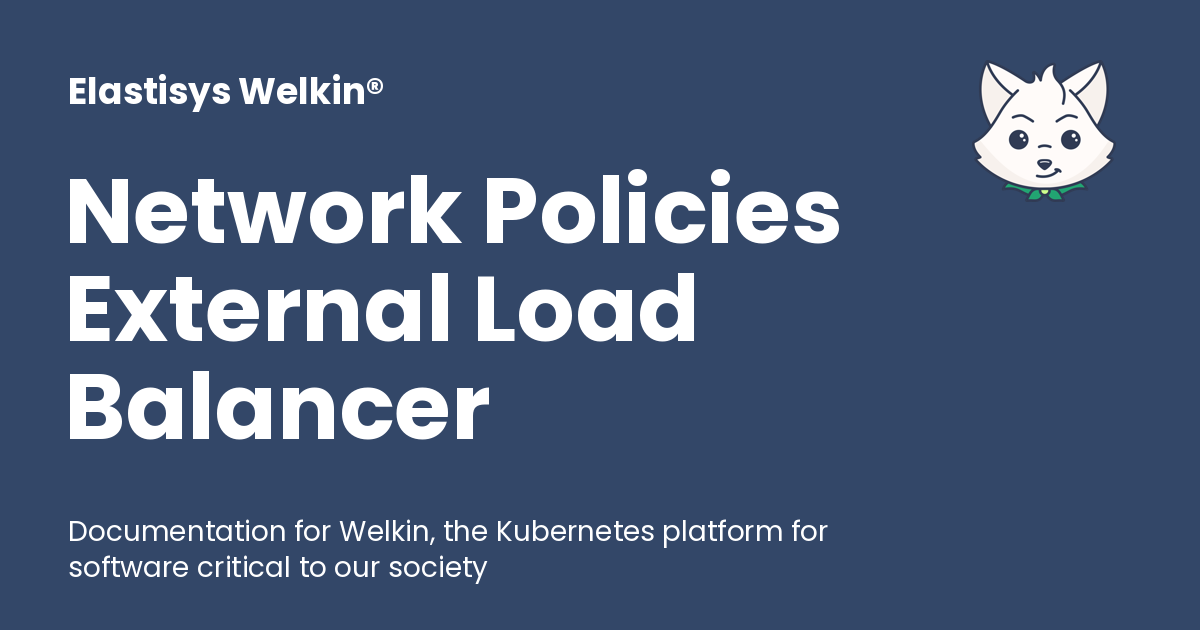 Elastisys Welkin®
Network Policies
External Load
Balancer
Documentation for Welkin, the Kubernetes platform for
software critical to our society